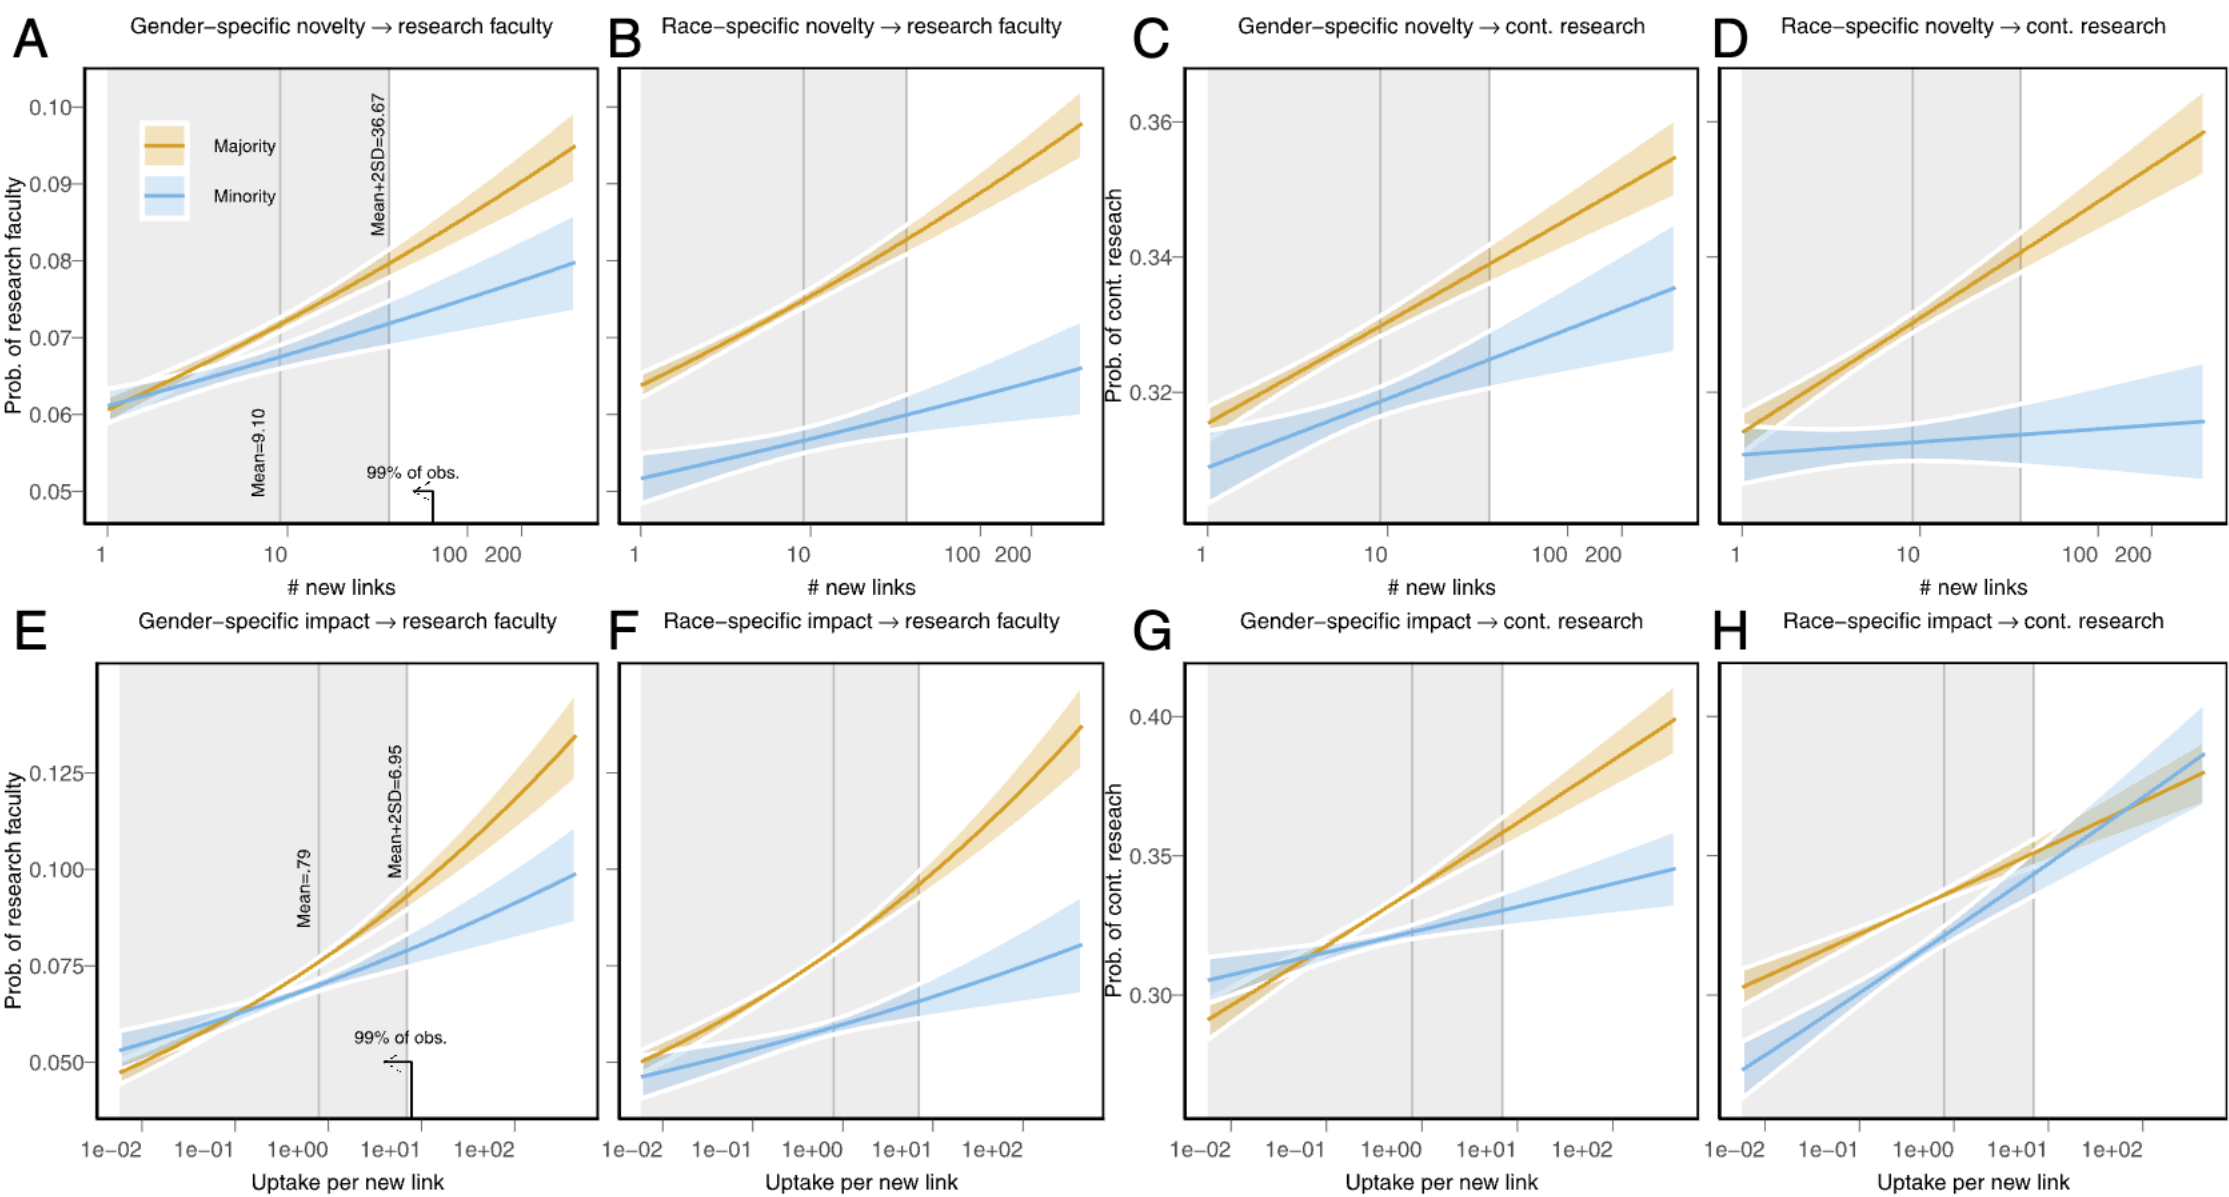 A
Gender−specific novelty → research faculty
B
Race−specific novelty → research faculty
C
Gender−specific novelty → cont. research
D
Race−specific novelty → cont. research
Prob. of research faculty
0.10
0.09
0.08
0.07
0.06
0.05
Majority
Minority
Mean=9.10
Mean+2SD=36.67
99% of obs.
Prob. of cont. reseach
0.36
0.34
0.32
1 10 100 200
1 10 100 200
1 10 100 200
1 10 100 200
# new links
# new links
# new links
# new links
E
Gender−specific impact → research faculty
F
Race−specific impact → research faculty
G
Gender−specific impact → cont. research
H
Race−specific impact → cont. research
Prob. of research faculty
0.125
0.100
0.075
0.050
Mean=.79
Mean+2SD=6.95
99% of obs.
Prob. of cont. reseach
0.40
0.35
0.30
1e−02 1e−01 1e+00 1e+01 1e+02
1e−02 1e−01 1e+00 1e+01 1e+02
1e−02 1e−01 1e+00 1e+01 1e+02
1e−02 1e−01 1e+00 1e+01 1e+02
Uptake per new link
Uptake per new link
Uptake per new link
Uptake per new link